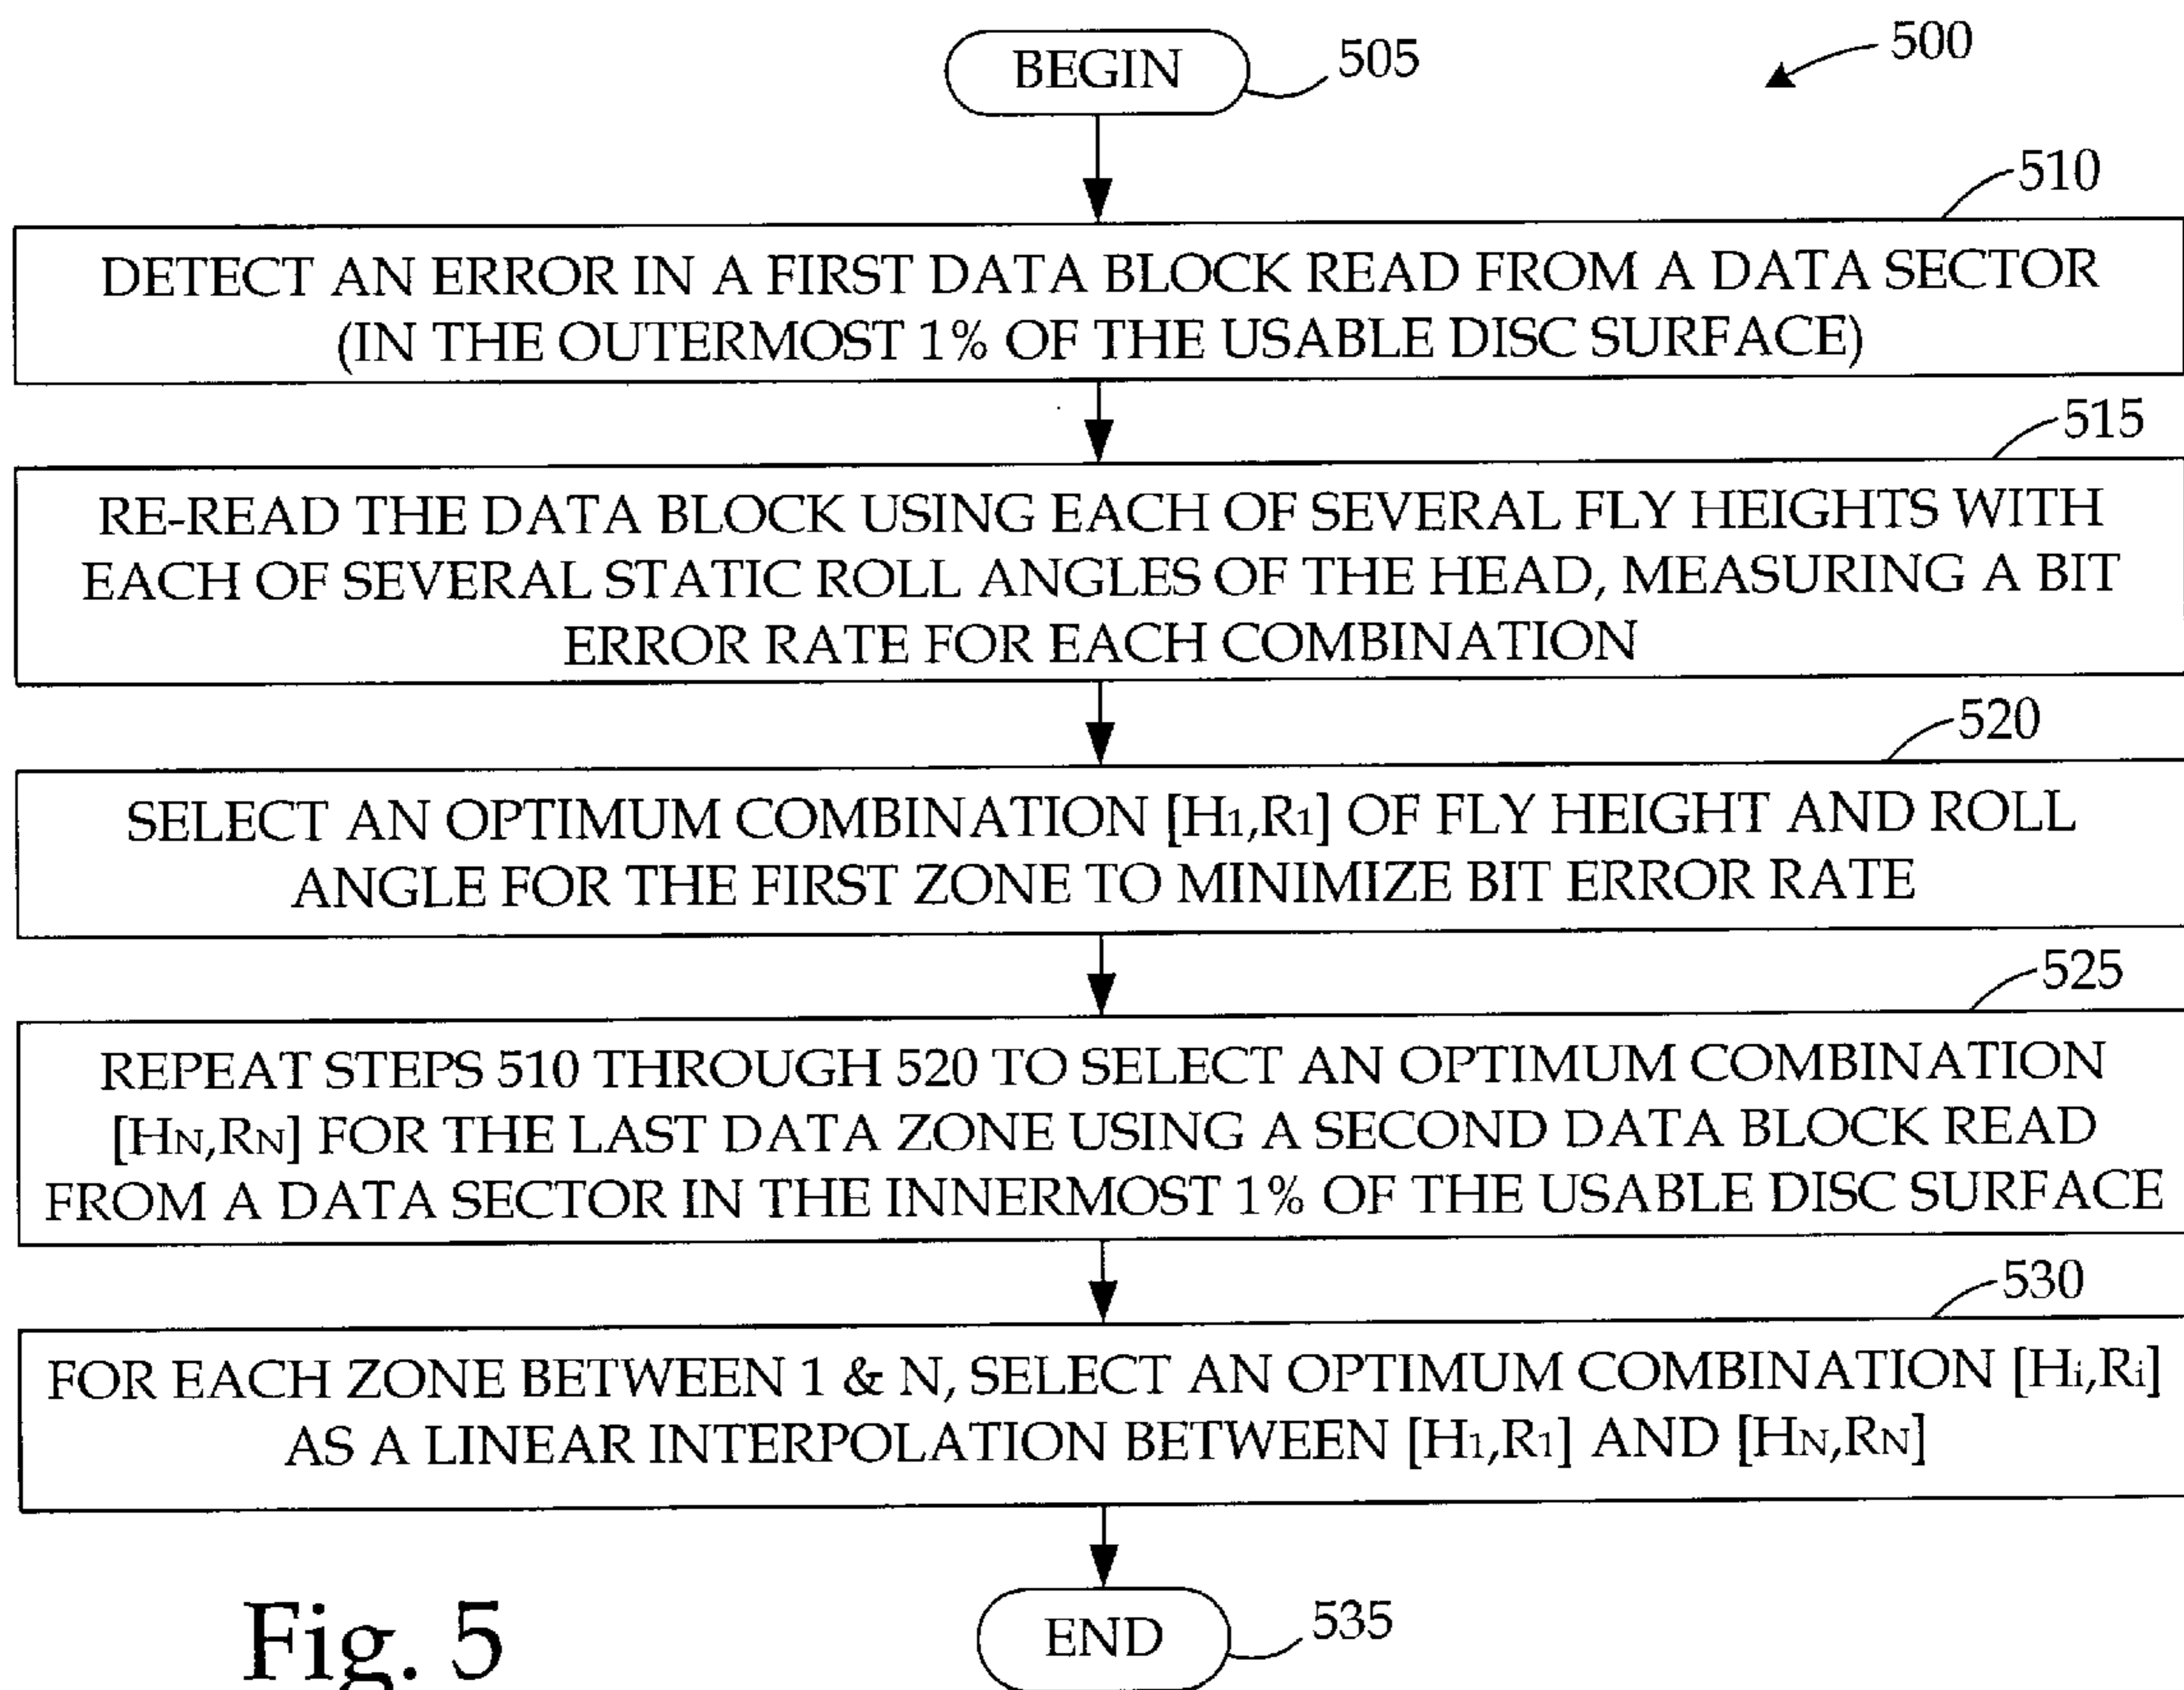 500
BEGIN
505
510
DETECT AN ERROR IN A FIRST DATA BLOCK READ FROM A DATA SECTOR
(IN THE OUTERMOST 1% OF THE USABLE DISC SURFACE)
515
RE-READ THE DATA BLOCK USING EACH OF SEVERAL FLY HEIGHTS WITH
EACH OF SEVERAL STATIC ROLL ANGLES OF THE HEAD, MEASURING A BIT
ERROR RATE FOR EACH COMBINATION
520
SELECT AN OPTIMUM COMBINATION [H1,R1] OF FLY HEIGHT AND ROLL
ANGLE FOR THE FIRST ZONE TO MINIMIZE BIT ERROR RATE
525
REPEAT STEPS 510 THROUGH 520 TO SELECT AN OPTIMUM COMBINATION
[HN,RN] FOR THE LAST DATA ZONE USING A SECOND DATA BLOCK READ
FROM A DATA SECTOR IN THE INNERMOST 1% OF THE USABLE DISC SURFACE
530
FOR EACH ZONE BETWEEN 1 & N, SELECT AN OPTIMUM COMBINATION [Hi,Ri]
AS A LINEAR INTERPOLATION BETWEEN [H1,R1] AND [HN,RN]
END
535
Fig. 5